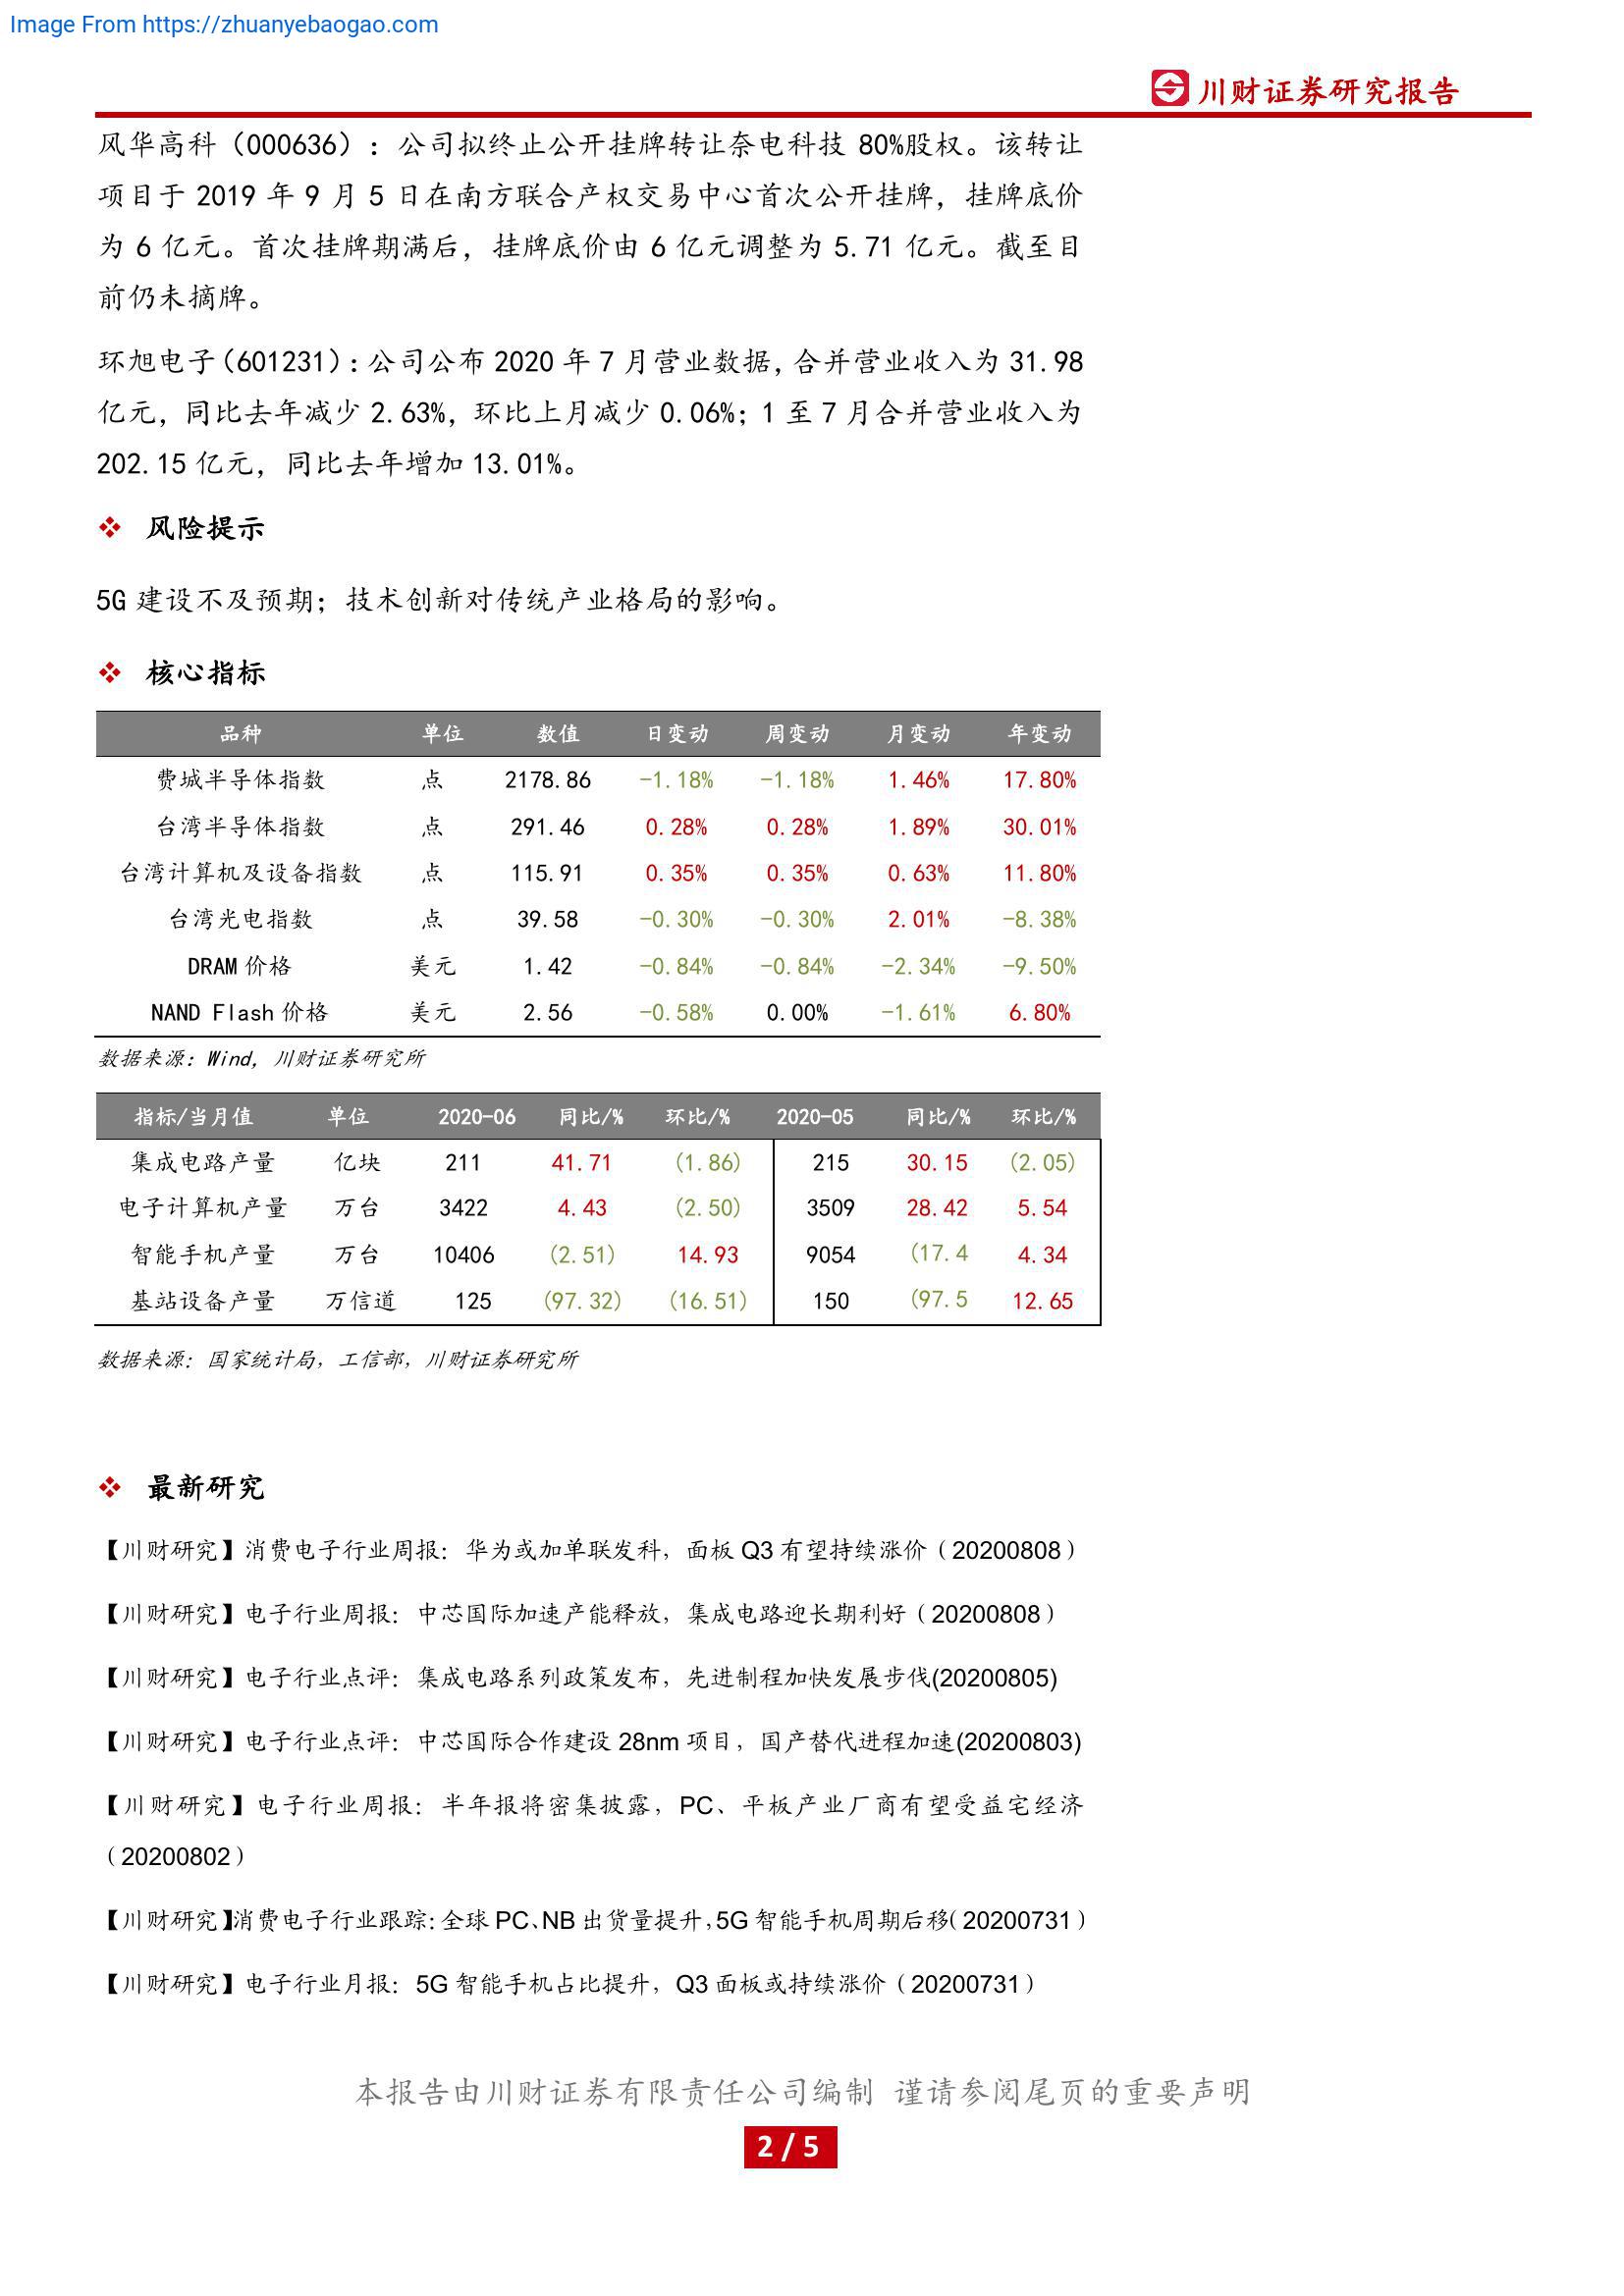 Image From https://zhuanyebaogao.com
川财证券研究报告
风华高科（000636）：公司拟终止公开挂牌转让奈电科技 80%股权。该转让
项目于 2019 年 9 月 5 日在南方联合产权交易中心首次公开挂牌，挂牌底价
为 6 亿元。首次挂牌期满后，挂牌底价由 6 亿元调整为 5.71 亿元。截至目
前仍未摘牌。
环旭电子（601231）：公司公布 2020 年 7 月营业数据，合并营业收入为 31.98
亿元，同比去年减少 2.63%，环比上月减少 0.06%；1 至 7 月合并营业收入为
202.15 亿元，同比去年增加 13.01%。
❖ 风险提示
5G 建设不及预期；技术创新对传统产业格局的影响。
❖ 核心指标
品种 单位 数值 日变动 周变动 月变动 年变动
费城半导体指数 点 2178.86 -1.18% -1.18% 1.46% 17.80%
台湾半导体指数 点 291.46 0.28% 0.28% 1.89% 30.01%
台湾计算机及设备指数 点 115.91 0.35% 0.35% 0.63% 11.80%
台湾光电指数 点 39.58 -0.30% -0.30% 2.01% -8.38%
DRAM 价格 美元 1.42 -0.84% -0.84% -2.34% -9.50%
NAND Flash 价格 美元 2.56 -0.58% 0.00% -1.61% 6.80%
数据来源：Wind，川财证券研究所
指标/当月值 单位 2020-06 同比/% 环比/% 2020-05 同比/% 环比/%
集成电路产量 亿块 211 41.71 (1.86) 215 30.15 (2.05)
电子计算机产量 万台 3422 4.43 (2.50) 3509 28.42 5.54
智能手机产量 万台 10406 (2.51) 14.93 9054 (17.4 4.34
基站设备产量 万信道 125 (97.32) (16.51) 150 (97.5 12.65
数据来源：国家统计局，工信部，川财证券研究所
❖ 最新研究
【川财研究】消费电子行业周报：华为或加单联发科，面板 Q3 有望持续涨价（20200808）
【川财研究】电子行业周报：中芯国际加速产能释放，集成电路迎长期利好（20200808）
【川财研究】电子行业点评：集成电路系列政策发布，先进制程加快发展步伐(20200805)
【川财研究】电子行业点评：中芯国际合作建设 28nm 项目，国产替代进程加速(20200803)
【川财研究】电子行业周报：半年报将密集披露，PC、平板产业厂商有望受益宅经济
（20200802）
【川财研究】消费电子行业跟踪：全球 PC、NB 出货量提升，5G 智能手机周期后移（20200731）
【川财研究】电子行业月报：5G 智能手机占比提升，Q3 面板或持续涨价（20200731）
本报告由川财证券有限责任公司编制 谨请参阅尾页的重要声明
2 / 5